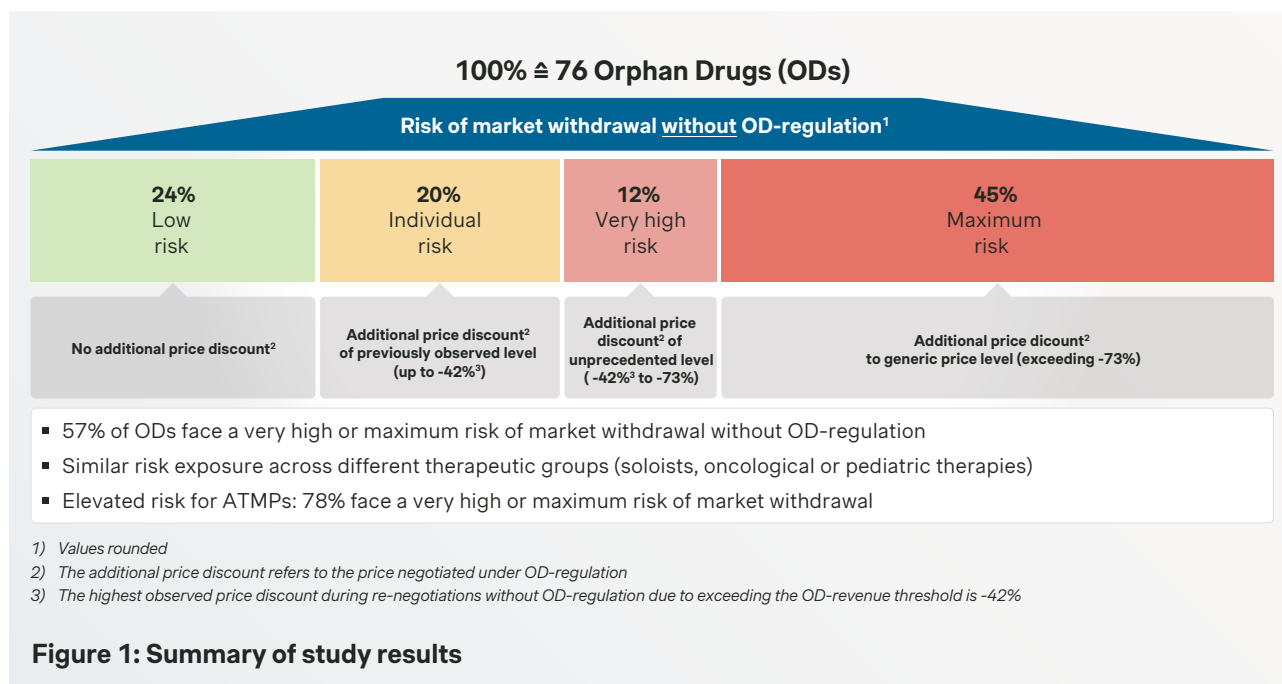 100% ≙ 76 Orphan Drugs (ODs)
Risk of market withdrawal without OD-regulation¹
24%
Low
risk
20%
Individual
risk
12%
Very high
risk
45%
Maximum
risk
No additional price discount²
Additional price discount²
of previously observed level
(up to -42%³)
Additional price
discount² of
unprecedented level
( -42%³ to -73%)
Additional price dicount²
to generic price level (exceeding -73%)
▪ 57% of ODs face a very high or maximum risk of market withdrawal without OD-regulation
▪ Similar risk exposure across different therapeutic groups (soloists, oncological or pediatric therapies)
▪ Elevated risk for ATMPs: 78% face a very high or maximum risk of market withdrawal
1) Values rounded
2) The additional price discount refers to the price negotiated under OD-regulation
3) The highest observed price discount during re-negotiations without OD-regulation due to exceeding the OD-revenue threshold is -42%
Figure 1: Summary of study results